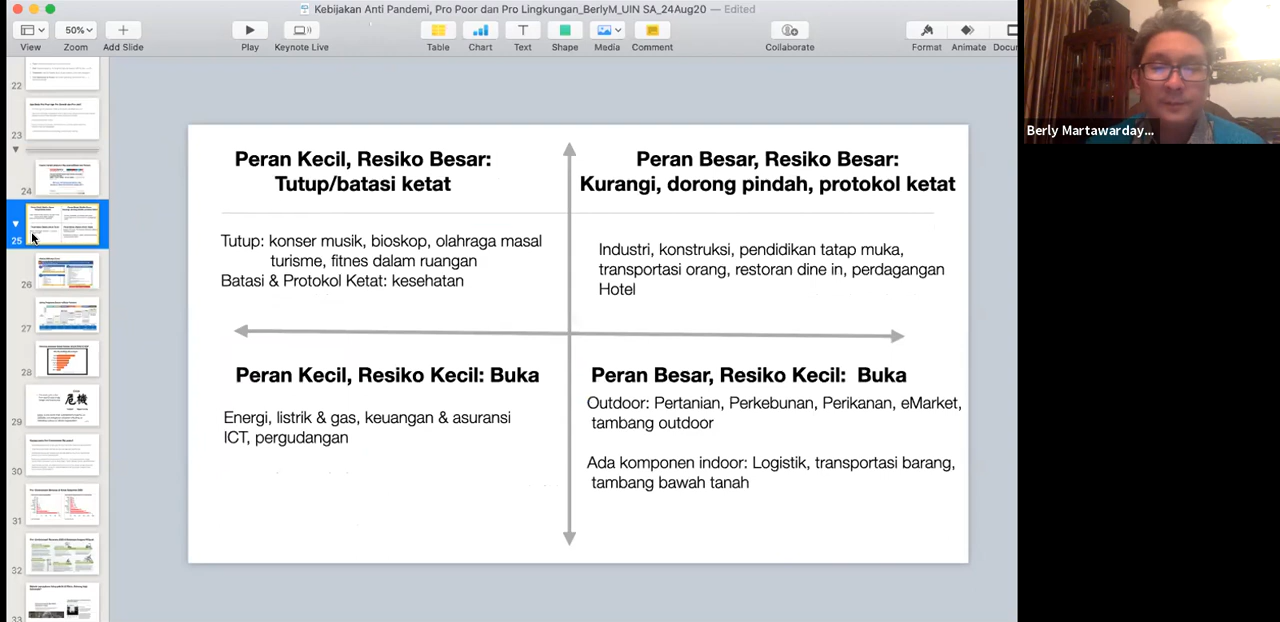 Kebijakan Anti Pandemi, Pro Poor dan Pro Lingkungan_BerlyM_UIN SA_24Aug20 — Edited
50%
View
Zoom
Add Slide
Play
Keynote Live
Table
Chart
Text
Shape
Media
Comment
Collaborate
Format
Animate
Docun
Berly Martawarday...
22
23
24
25
26
27
28
29
危機
30
31
32
33
Peran Kecil, Resiko Besar:
Tutup,
ketat
Tutup: konser musik, bioskop, olahraga
turisme, fitnes dalam ruangan
Batasi & Protokol Ketat: kesehatan
Peran Besar, Resiko Besar:
Kurangi, dorong
protokol ketat
Industri, konstruksi,
tatap muka,
transportasi orang, restoran dine in, perdagangan
Hotel
Peran Kecil, Resiko Kecil: Buka
Energi, listrik & gas, keuangan &
ICT, pergudangan
Peran Besar, Resiko Kecil: Buka
Outdoor: Pertanian, Perkebunan, Perikanan, eMarket,
tambang outdoor
Ada komponen indoor: Logistik, transportasi barang,
tambang bawah tanah